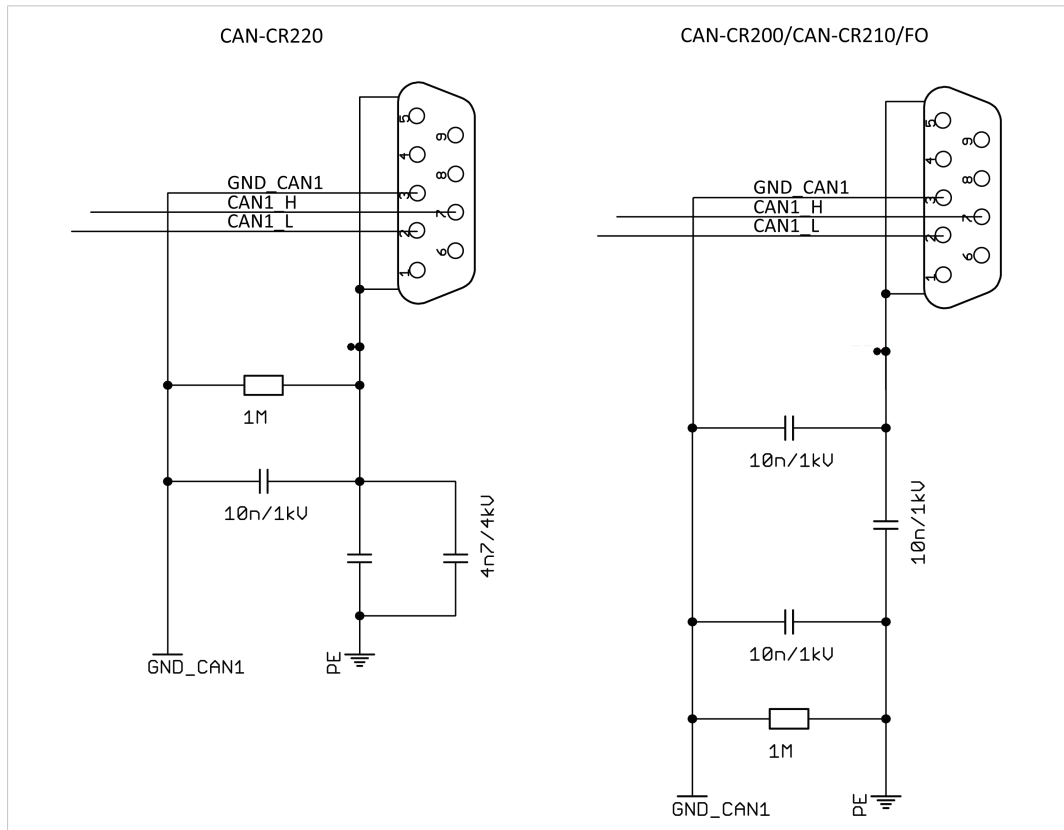 CAN-CR220
5
9
4
8
GND_CAN1
3
CAN1_H
7
CAN1_L
2
6
1
1M
10n/1kV
4n7/4kV
GND_CAN1
PE
CAN-CR200/CAN-CR210/FO
5
9
4
8
GND_CAN1
3
CAN1_H
7
CAN1_L
2
6
1
10n/1kV
10n/1kV
10n/1kV
1M
GND_CAN1
PE